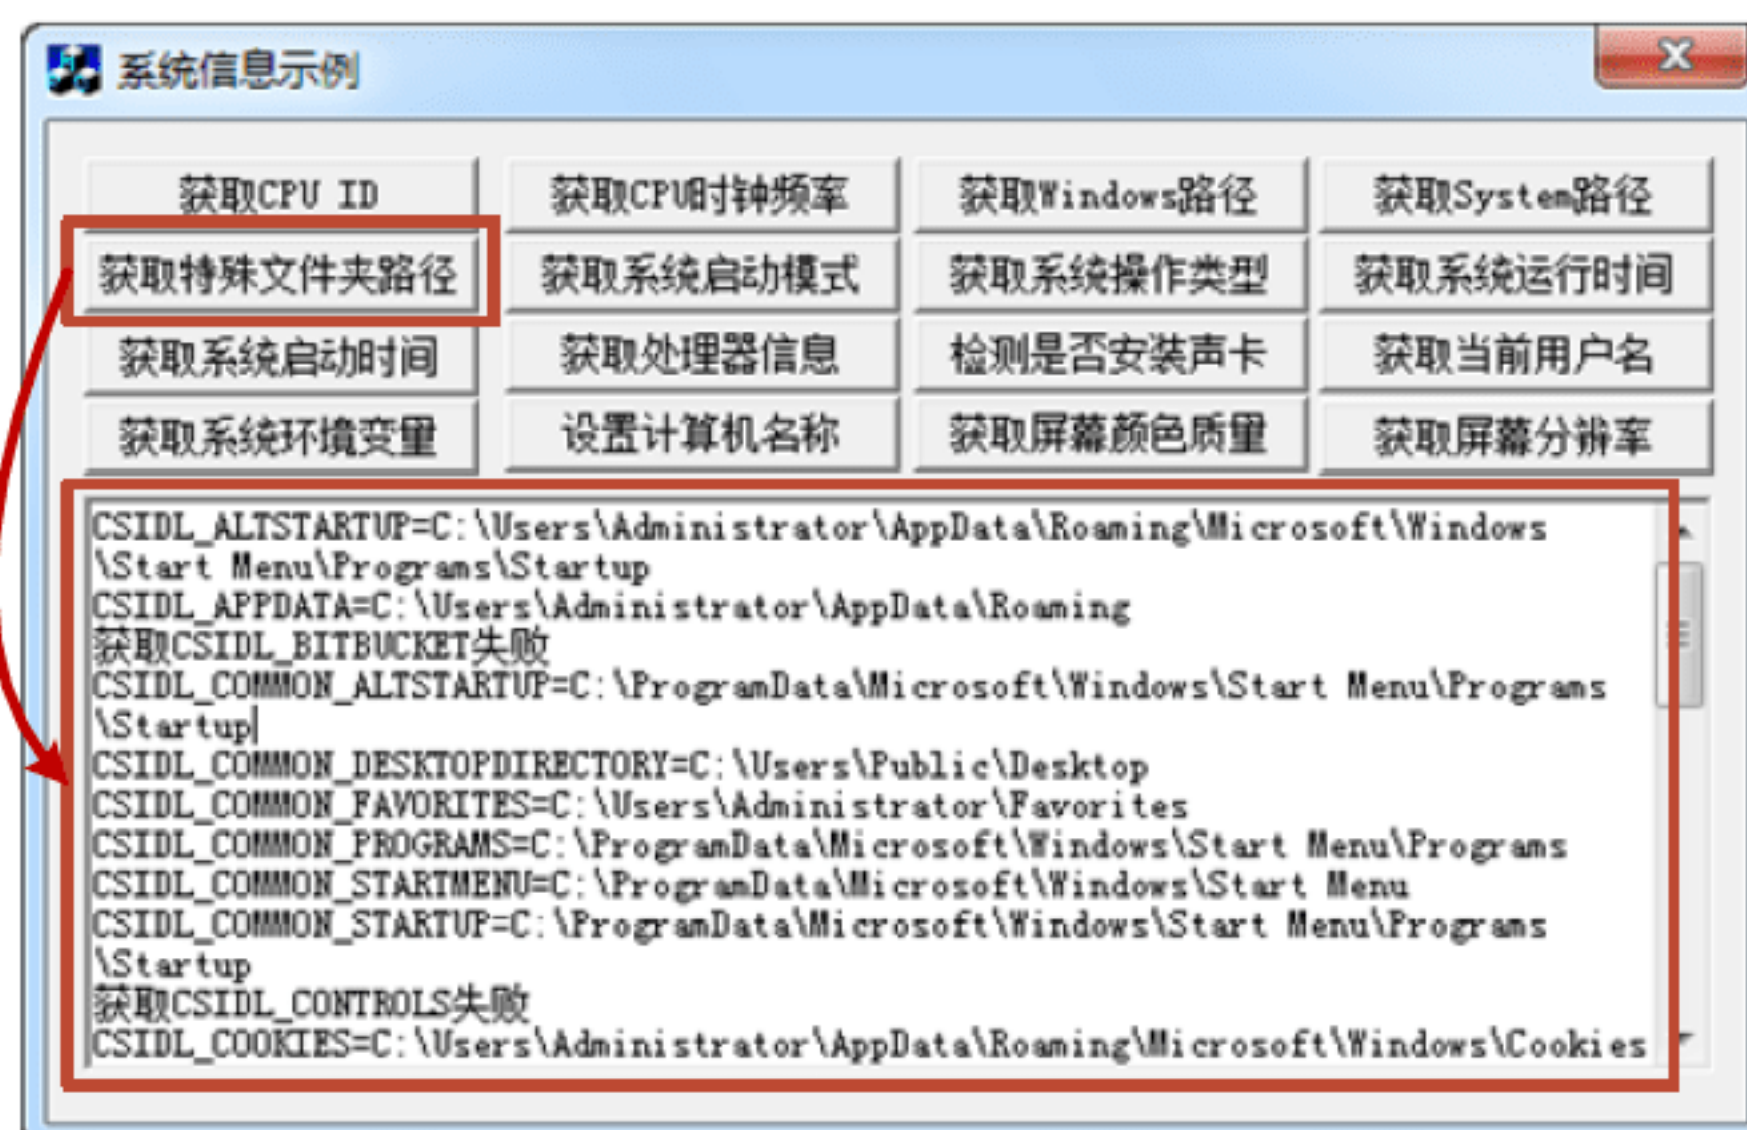 系统信息示例
获取CPU ID 获取CPU时钟频率 获取Windows路径 获取System路径
获取特殊文件夹路径 获取系统启动模式 获取系统操作类型 获取系统运行时间
获取系统启动时间 获取处理器信息 检测是否安装声卡 获取当前用户名
获取系统环境变量 设置计算机名称 获取屏幕颜色质量 获取屏幕分辨率
CSIDL_ALTSTARTUP=C:\Users\Administrator\AppData\Roaming\Microsoft\Windows
\Start Menu\Programs\Startup
CSIDL_APPDATA=C:\Users\Administrator\AppData\Roaming
获取CSIDL_BITBUCKET失败
CSIDL_COMMON_ALTSTARTUP=C:\ProgramData\Microsoft\Windows\Start Menu\Programs
\Startup
CSIDL_COMMON_DESKTOPDIRECTORY=C:\Users\Public\Desktop
CSIDL_COMMON_FAVORITES=C:\Users\Administrator\Favorites
CSIDL_COMMON_PROGRAMS=C:\ProgramData\Microsoft\Windows\Start Menu\Programs
CSIDL_COMMON_STARTMENU=C:\ProgramData\Microsoft\Windows\Start Menu
CSIDL_COMMON_STARTUP=C:\ProgramData\Microsoft\Windows\Start Menu\Programs
\Startup
获取CSIDL_CONTROLS失败
CSIDL_COOKIES=C:\Users\Administrator\AppData\Roaming\Microsoft\Windows\Cookies